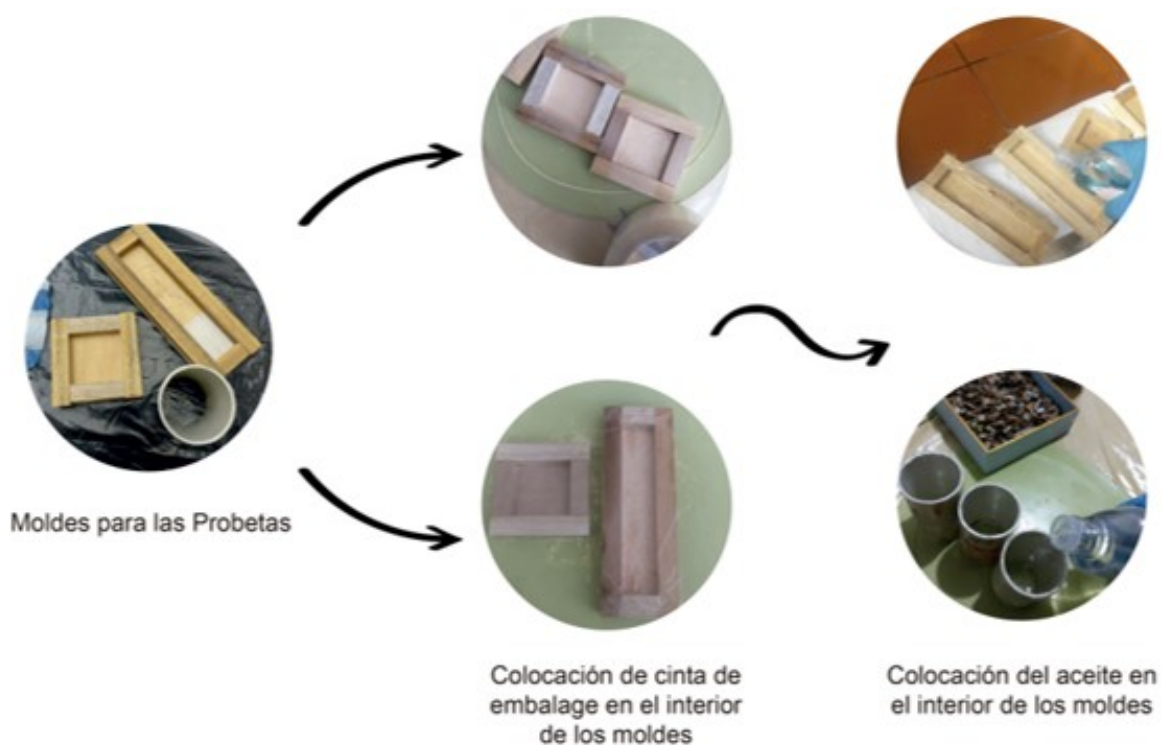 Moldes para las Probetas
Colocación de cinta de
embalage en el interior
de los moldes
Colocación del aceite en
el interior de los moldes